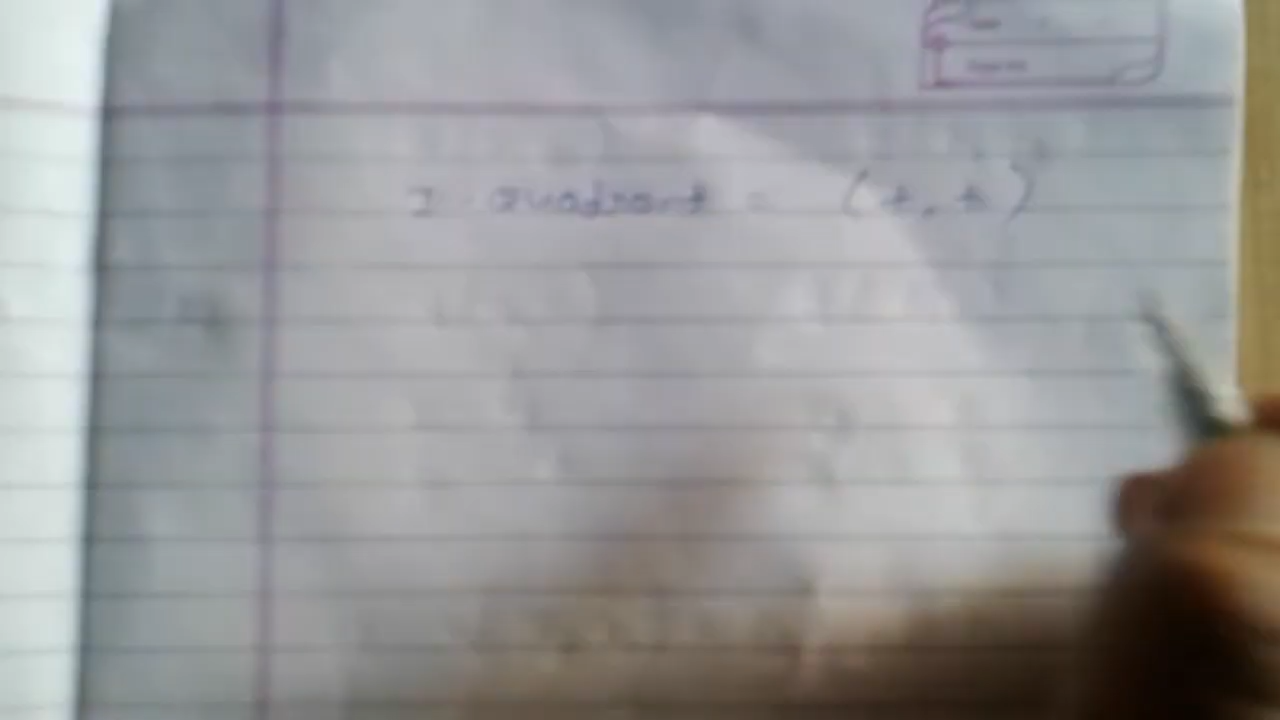 I quadrant = (+, +)